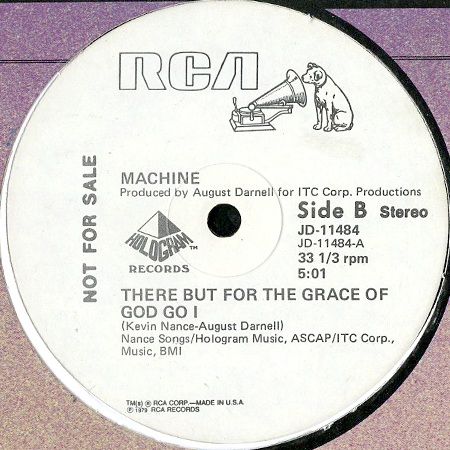 RCA
NOT FOR SALE
MACHINE
Produced by August Darnell for ITC Corp. Productions
Side B Stereo
JD-11484
JD-11484-A
33 1/3 rpm
5:01
HOLOGRAM™
RECORDS
THERE BUT FOR THE GRACE OF
GOD GO I
(Kevin Nance-August Darnell)
Nance Songs/Hologram Music, ASCAP/ITC Corp.,
Music, BMI
TM(s) ® RCA CORP.—MADE IN U.S.A.
℗ 1979 RCA RECORDS